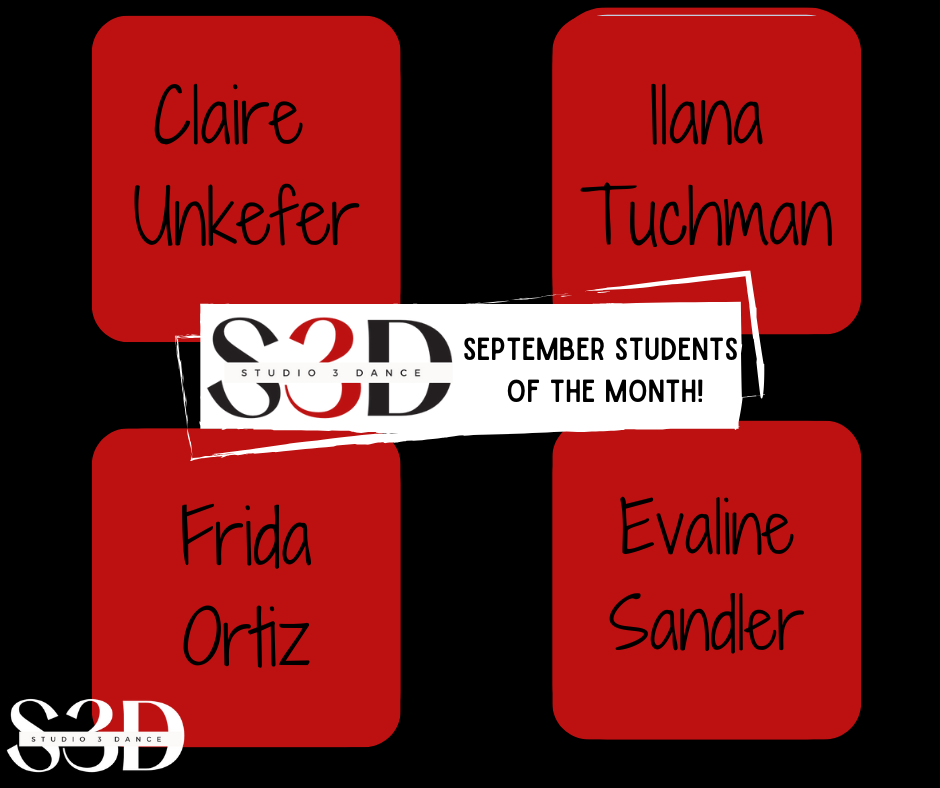 Claire
Unkefer
Ilana
Tuchman
S3D
STUDIO 3 DANCE
SEPTEMBER STUDENTS
OF THE MONTH!
Frida
Ortiz
Evaline
Sandler
S3D
STUDIO 3 DANCE